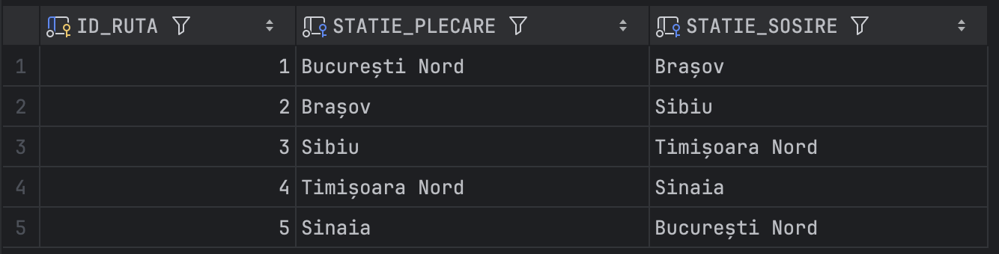 ID_RUTA STATIE_PLECARE STATIE_SOSIRE
1 1 București Nord Brașov
2 2 Brașov Sibiu
3 3 Sibiu Timișoara Nord
4 4 Timișoara Nord Sinaia
5 5 Sinaia București Nord